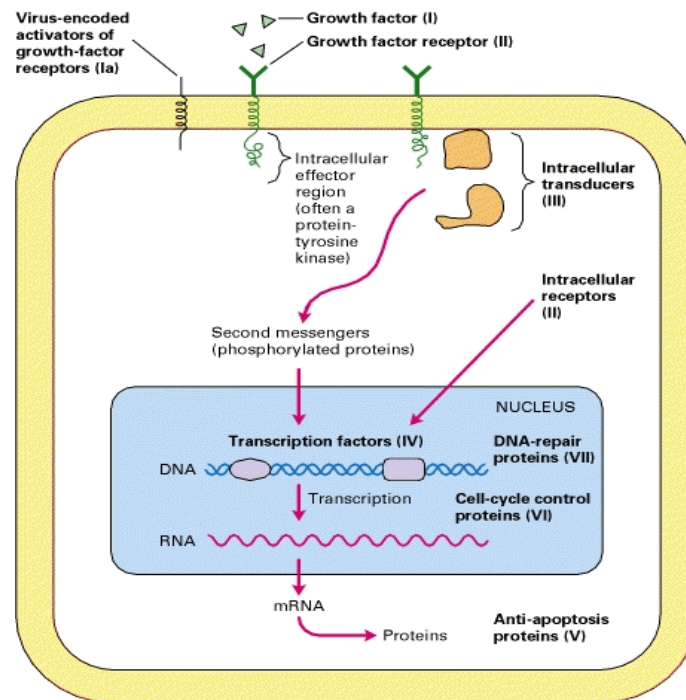 Virus-encoded
activators of
growth-factor
receptors (Ia)
Growth factor (I)
Growth factor receptor (II)
Intracellular
effector
region
(often a
protein-
tyrosine
kinase)
Intracellular
transducers
(III)
Intracellular
receptors
(II)
Second messengers
(phosphorylated proteins)
NUCLEUS
Transcription factors (IV)
DNA-repair
proteins (VII)
DNA
Transcription
Cell-cycle control
proteins (VI)
RNA
mRNA
Proteins
Anti-apoptosis
proteins (V)